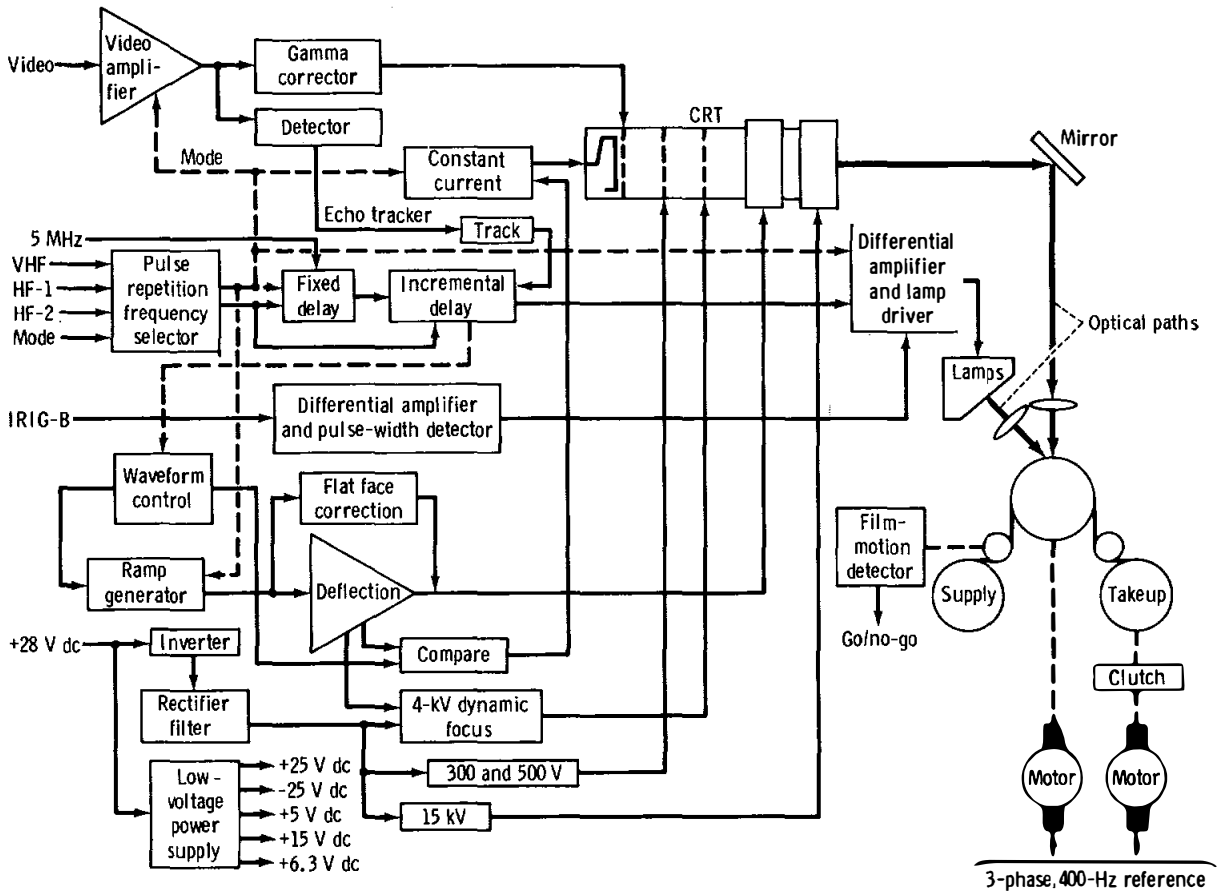 Video
Video
ampli-
fier
Gamma
corrector
Detector
CRT
Mirror
Mode
Constant
current
Echo tracker
Track
5 MHz
VHF
HF-1
HF-2
Mode
Pulse
repetition
frequency
selector
Fixed
delay
Incremental
delay
Differential
amplifier
and lamp
driver
Optical paths
Lamps
IRIG-B
Differential amplifier
and pulse-width detector
Waveform
control
Flat face
correction
Film-
motion
detector
Ramp
generator
Deflection
Supply
Takeup
Go/no-go
+28 V dc
Inverter
Compare
Clutch
Rectifier
filter
4-kV dynamic
focus
Low-
voltage
power
supply
+25 V dc
-25 V dc
+5 V dc
+15 V dc
+6.3 V dc
300 and 500 V
15 kV
Motor
Motor
3-phase, 400-Hz reference